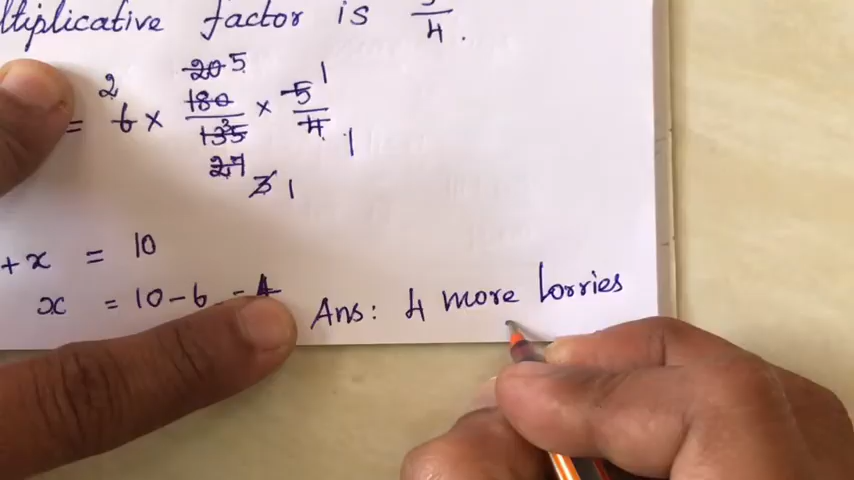 ltiplicative factor is 5/4.
= 6 2 × 180 20 5 / 135 27 3 1 × 5 1 / 4 1
+ x = 10
x = 10 - 6 = 4
Ans: 4 more lorries